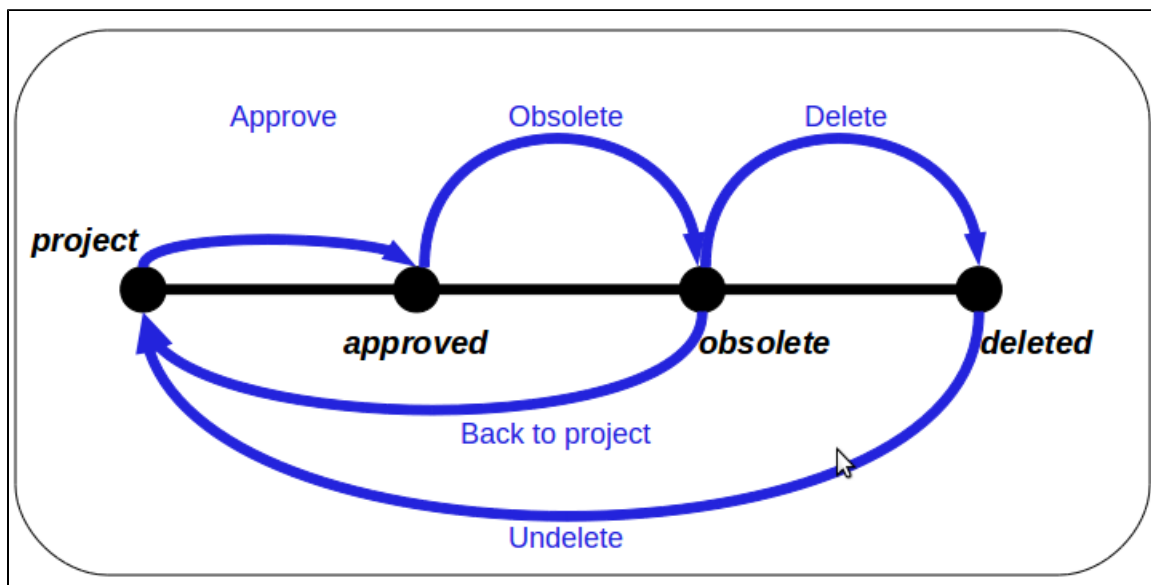 Approve
Obsolete
Delete
project
approved
obsolete
deleted
Back to project
Undelete